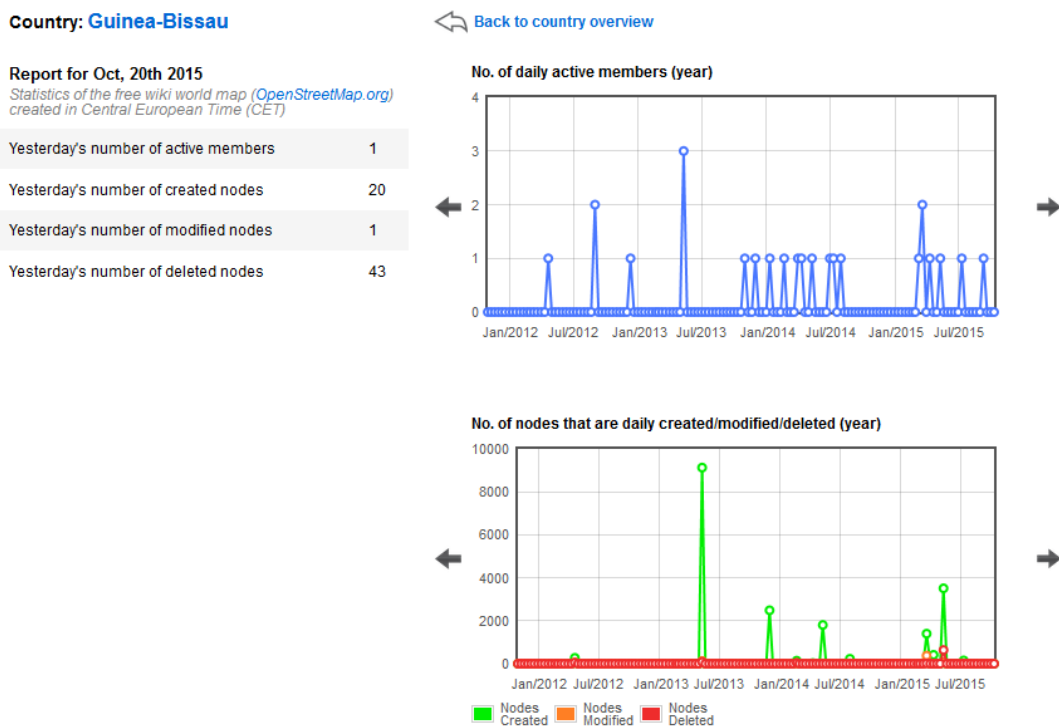 Country: Guinea-Bissau
Back to country overview
Report for Oct, 20th 2015
Statistics of the free wiki world map (OpenStreetMap.org)
created in Central European Time (CET)
Yesterday's number of active members 1
Yesterday's number of created nodes 20
Yesterday's number of modified nodes 1
Yesterday's number of deleted nodes 43
No. of daily active members (year)
4
3
2
1
0
Jan/2012 Jul/2012 Jan/2013 Jul/2013 Jan/2014 Jul/2014 Jan/2015 Jul/2015
No. of nodes that are daily created/modified/deleted (year)
10000
8000
6000
4000
2000
0
Jan/2012 Jul/2012 Jan/2013 Jul/2013 Jan/2014 Jul/2014 Jan/2015 Jul/2015
Nodes Nodes Nodes
Created Modified Deleted